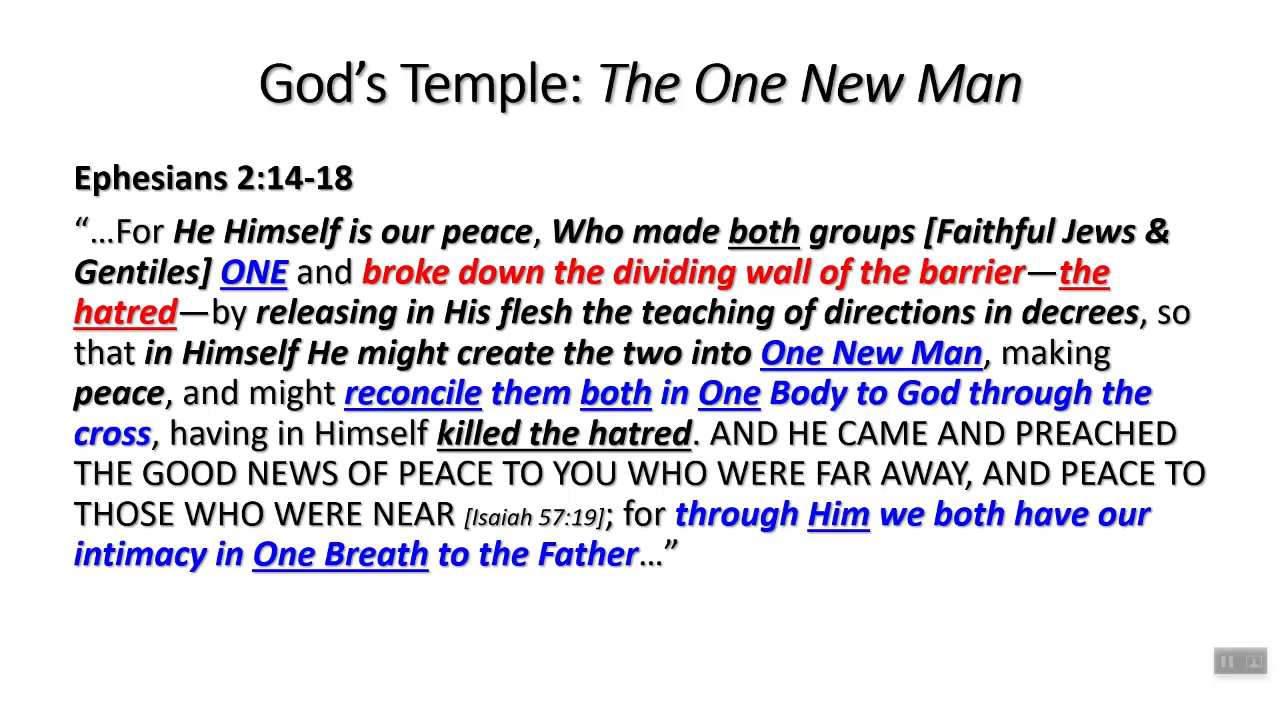 God’s Temple: The One New Man
Ephesians 2:14-18
“…For He Himself is our peace, Who made both groups [Faithful Jews &
Gentiles] ONE and broke down the dividing wall of the barrier—the
hatred—by releasing in His flesh the teaching of directions in decrees, so
that in Himself He might create the two into One New Man, making
peace, and might reconcile them both in One Body to God through the
cross, having in Himself killed the hatred. AND HE CAME AND PREACHED
THE GOOD NEWS OF PEACE TO YOU WHO WERE FAR AWAY, AND PEACE TO
THOSE WHO WERE NEAR [Isaiah 57:19]; for through Him we both have our
intimacy in One Breath to the Father…”